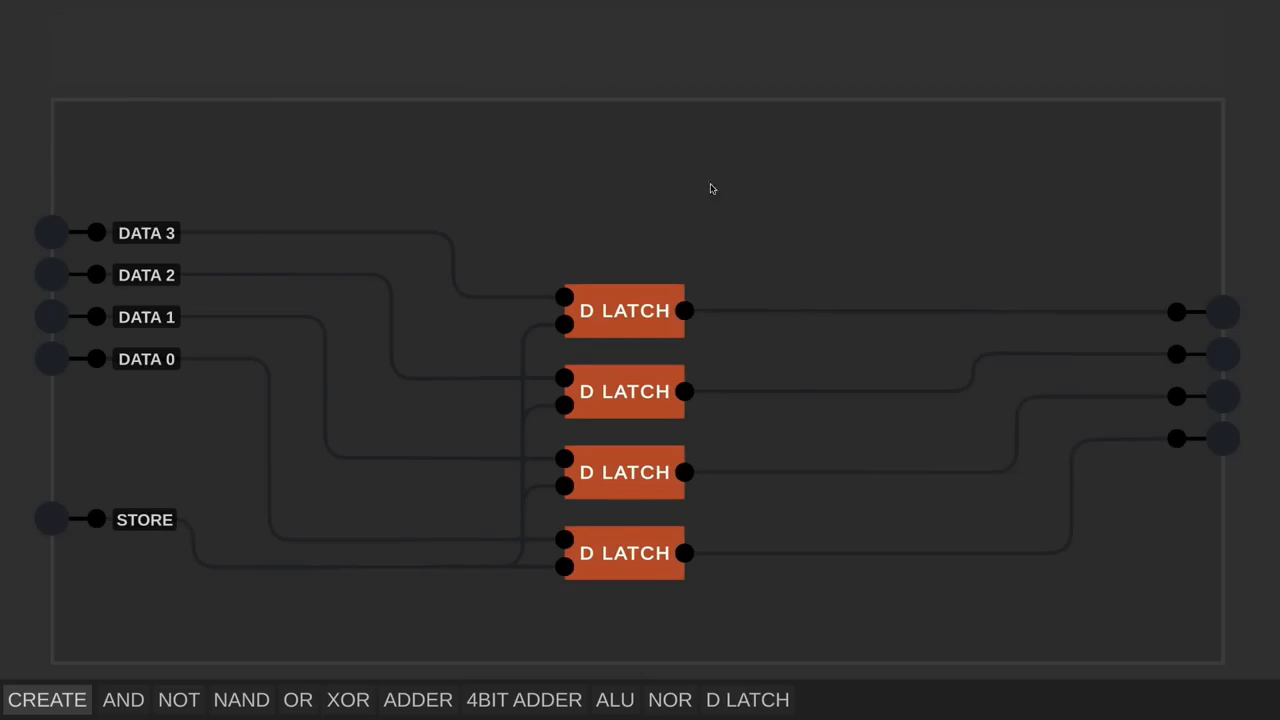 DATA 3
DATA 2
DATA 1
DATA 0
STORE
D LATCH
D LATCH
D LATCH
D LATCH
CREATE AND NOT NAND OR XOR ADDER 4BIT ADDER ALU NOR D LATCH